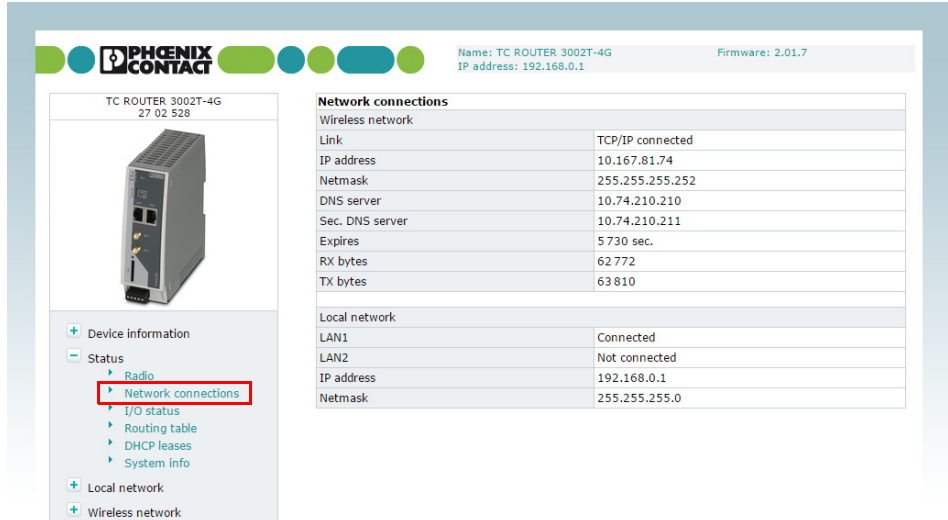 PHŒNIX
CONTACT
Name: TC ROUTER 3002T-4G Firmware: 2.01.7
IP address: 192.168.0.1
TC ROUTER 3002T-4G
27 02 528
Device information
Status
Radio
Network connections
I/O status
Routing table
DHCP leases
System info
Local network
Wireless network
Network connections
Wireless network
Link TCP/IP connected
IP address 10.167.81.74
Netmask 255.255.255.252
DNS server 10.74.210.210
Sec. DNS server 10.74.210.211
Expires 5 730 sec.
RX bytes 62 772
TX bytes 63 810
Local network
LAN1 Connected
LAN2 Not connected
IP address 192.168.0.1
Netmask 255.255.255.0